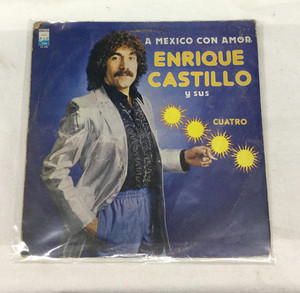 A MEXICO CON AMOR
ENRIQUE
CASTILLO
y sus
CUATRO